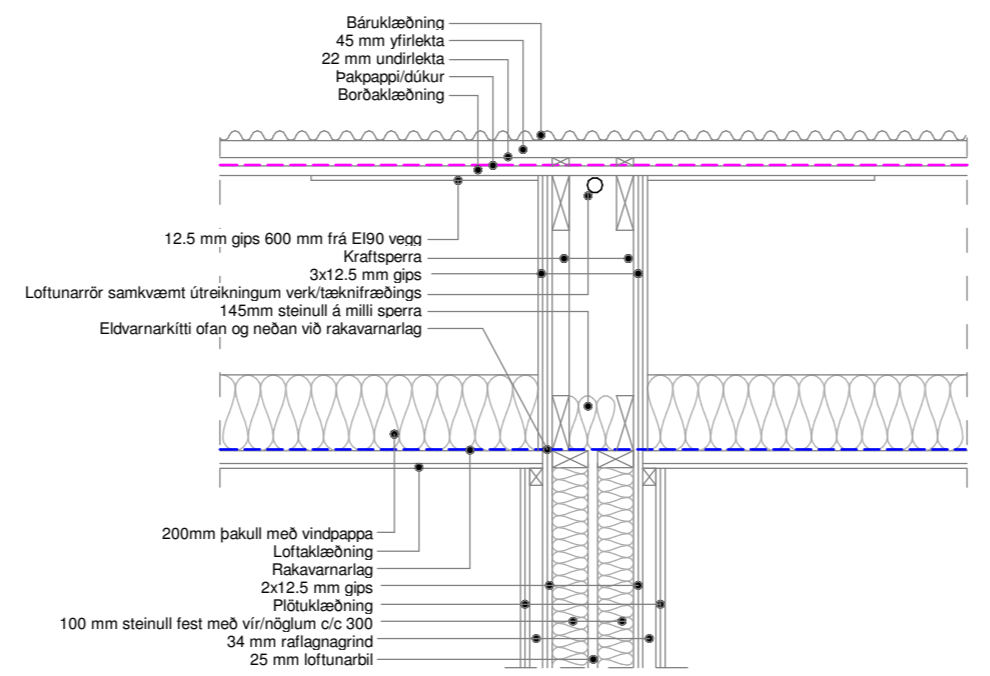 Báruklæðning
45 mm yfirlekta
22 mm undirlekta
Þakpappi/dúkur
Borðaklæðning
12.5 mm gips 600 mm frá EI90 vegg
Kraftsperra
3x12.5 mm gips
Loftunarrör samkvæmt útreikningum verk/tæknifræðings
145mm steinull á milli sperra
Eldvarnarkítti ofan og neðan við rakavarnarlag
200mm þakull með vindpappa
Loftaklæðning
Rakavarnarlag
2x12.5 mm gips
Plötuklæðning
100 mm steinull fest með vír/nöglum c/c 300
34 mm raflagnagrind
25 mm loftunarbil